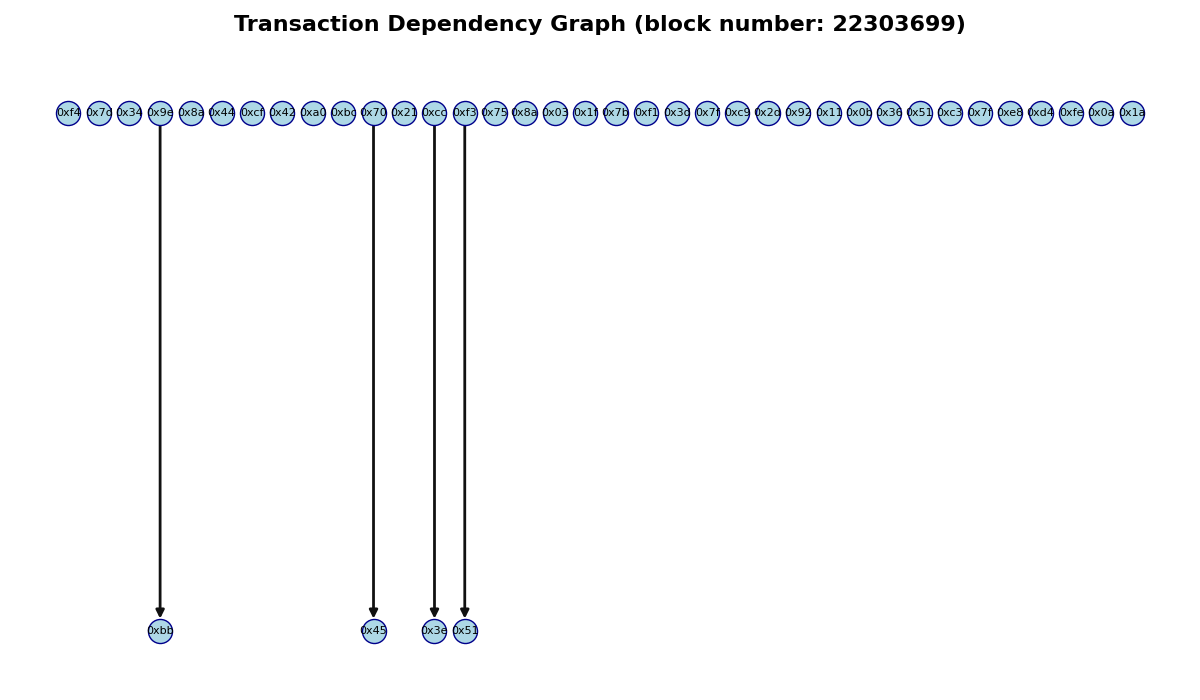 Transaction Dependency Graph (block number: 22303699)
0xf4 0x7d 0x34 0x9e 0x8a 0x44 0xcf 0x42 0xa0 0xbc 0x70 0x21 0xcc 0xf3 0x75 0x8a 0x03 0x1f 0x7b 0xf1 0x3d 0x7f 0xc9 0x2d 0x92 0x11 0x0b 0x36 0x51 0xc3 0x7f 0xe8 0xd4 0xfe 0x0a 0x1a
0xbb 0x45 0x3e 0x51